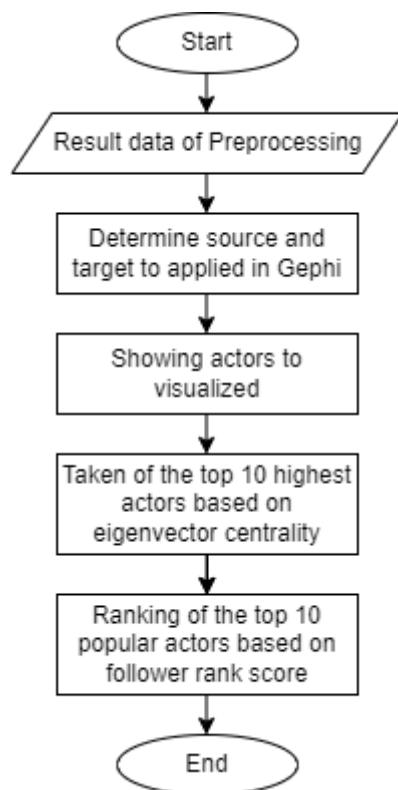 Start
Result data of Preprocessing
Determine source and
target to applied in Gephi
Showing actors to
visualized
Taken of the top 10 highest
actors based on
eigenvector centrality
Ranking of the top 10
popular actors based on
follower rank score
End